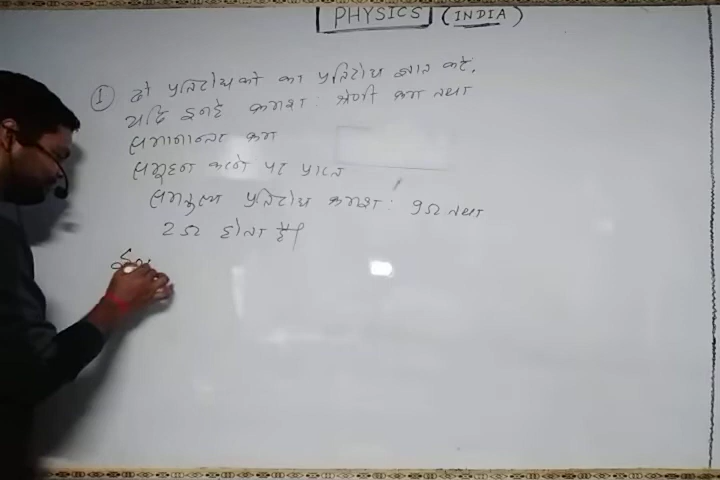 PHYSICS (INDIA)
① दो प्रतिरोधकों का प्रतिरोध ज्ञात करें,
यदि इन्हें क्रमशः: श्रेणी क्रम तथा
समानान्तर क्रम
संयोजन करने पर प्राप्त
समतुल्य प्रतिरोध क्रमशः: 9Ω तथा
2Ω होता है।